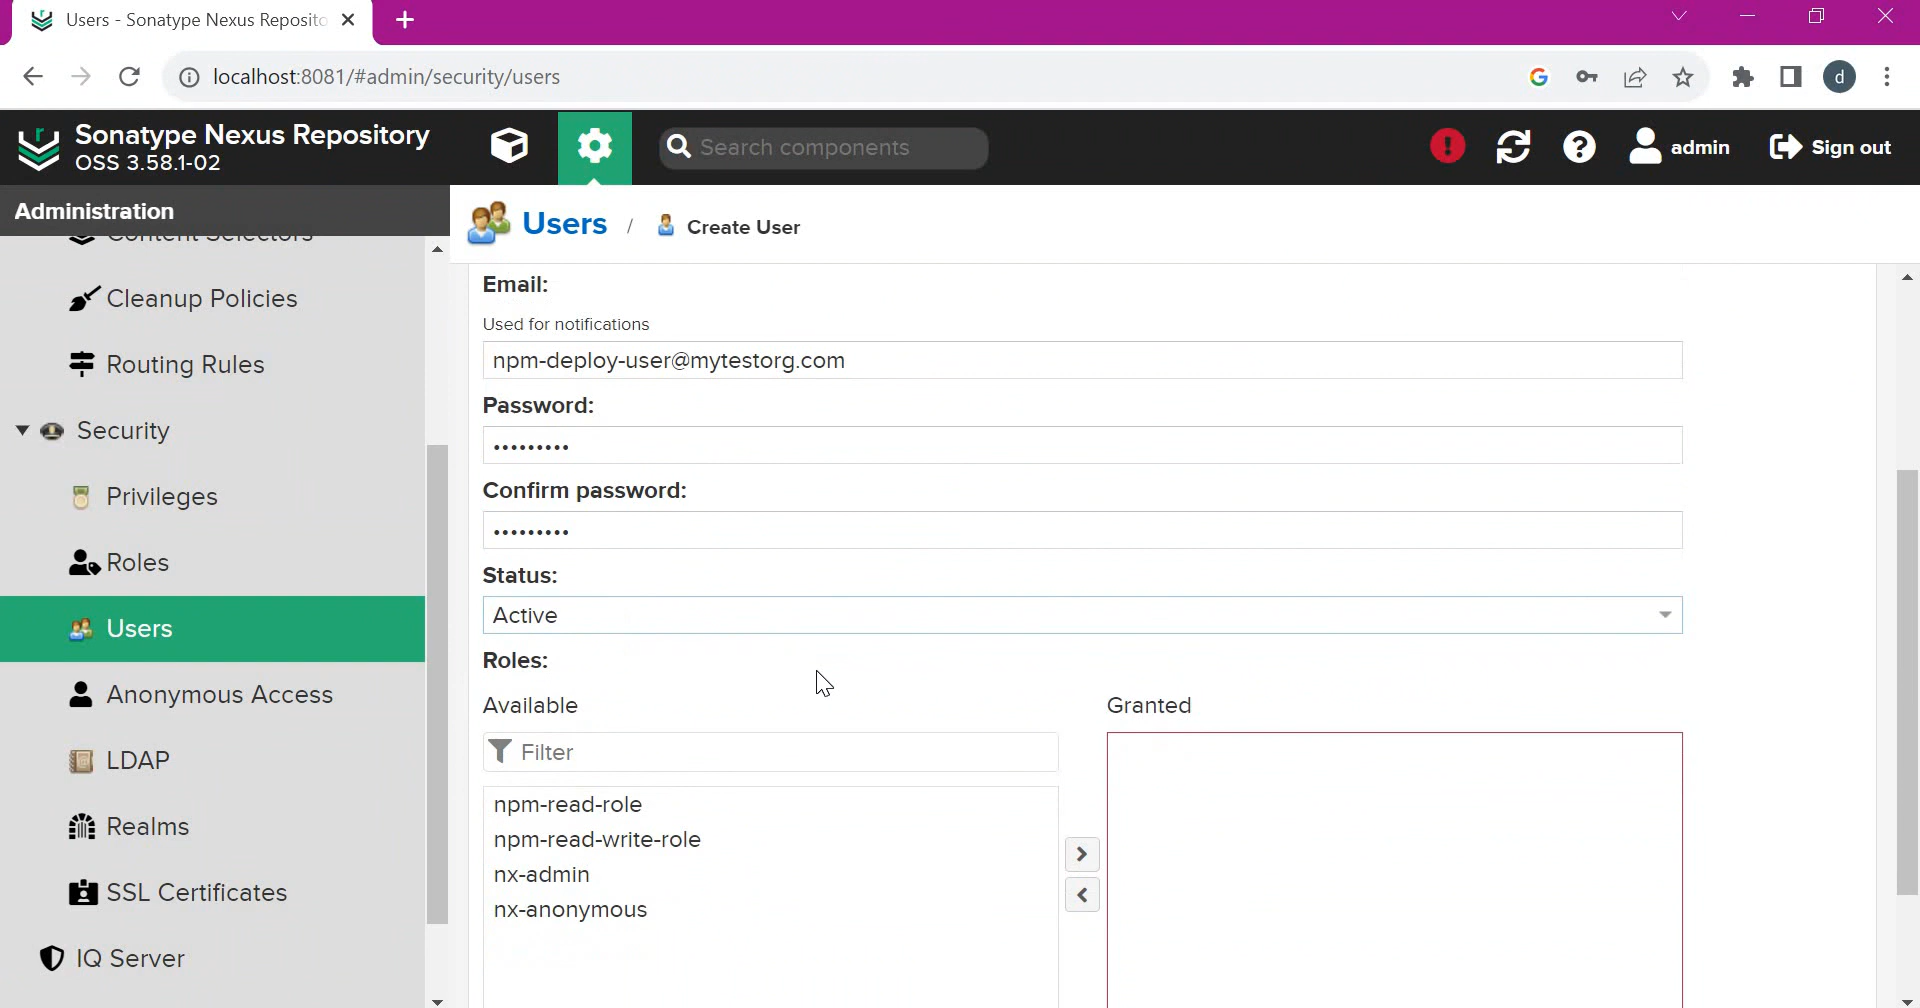 Users - Sonatype Nexus Reposito
localhost:8081/#admin/security/users
d
Sonatype Nexus Repository
OSS 3.58.1-02
Search components
admin
Sign out
Administration
Users / Create User
Content Selectors
Cleanup Policies
Routing Rules
Security
Privileges
Roles
Users
Anonymous Access
LDAP
Realms
SSL Certificates
IQ Server
Email:
Used for notifications
npm-deploy-user@mytestorg.com
Password:
•••••••••
Confirm password:
•••••••••
Status:
Active
Roles:
Available
Granted
Filter
npm-read-role
npm-read-write-role
nx-admin
nx-anonymous